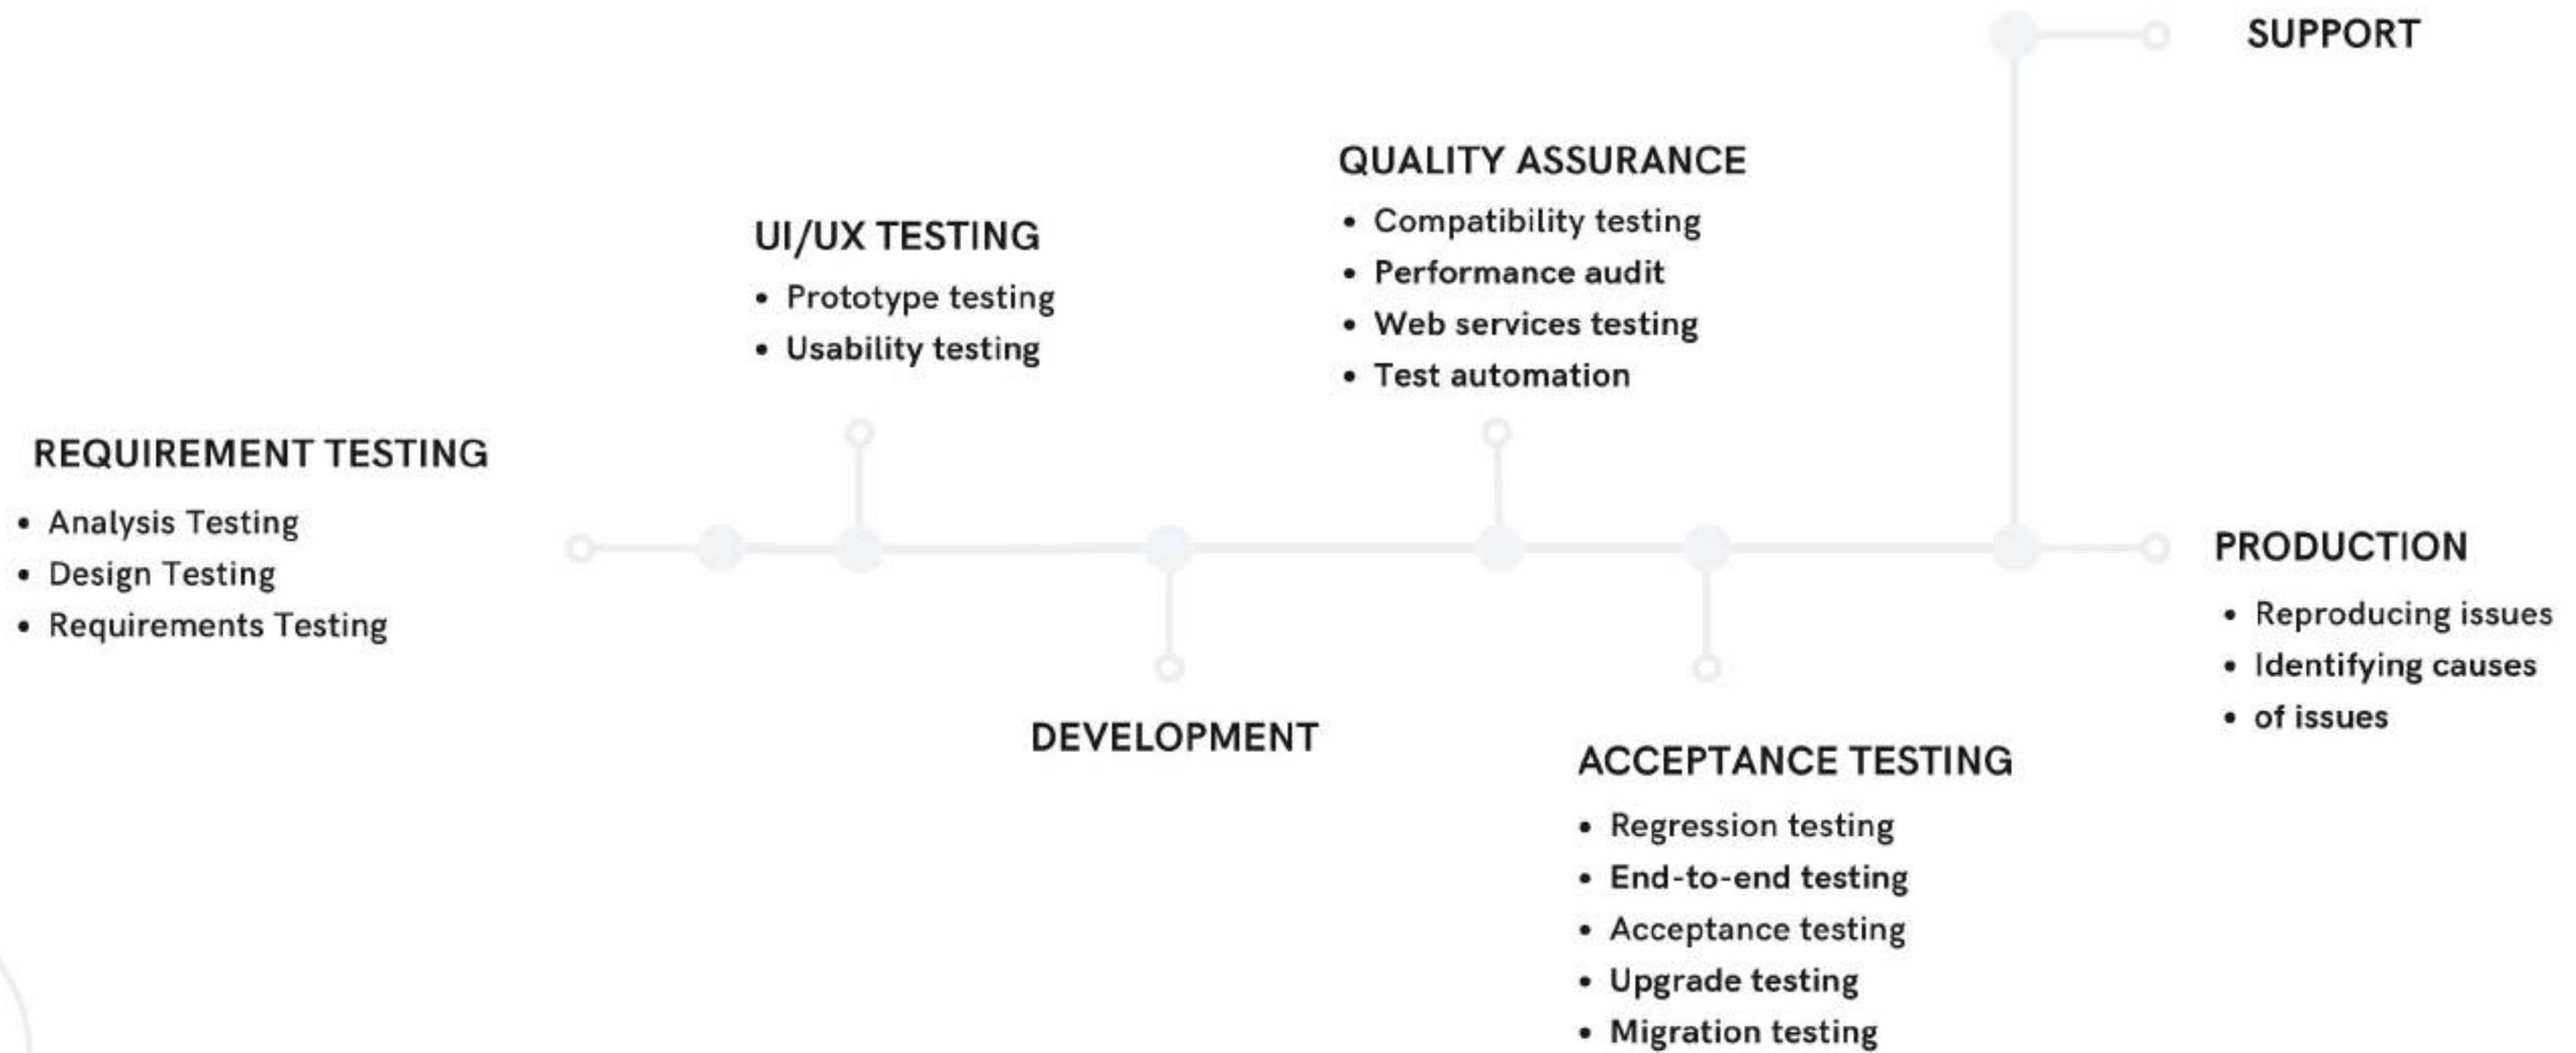 SUPPORT
QUALITY ASSURANCE
• Compatibility testing
• Performance audit
• Web services testing
• Test automation
UI/UX TESTING
• Prototype testing
• Usability testing
REQUIREMENT TESTING
• Analysis Testing
• Design Testing
• Requirements Testing
PRODUCTION
• Reproducing issues
• Identifying causes
• of issues
DEVELOPMENT
ACCEPTANCE TESTING
• Regression testing
• End-to-end testing
• Acceptance testing
• Upgrade testing
• Migration testing